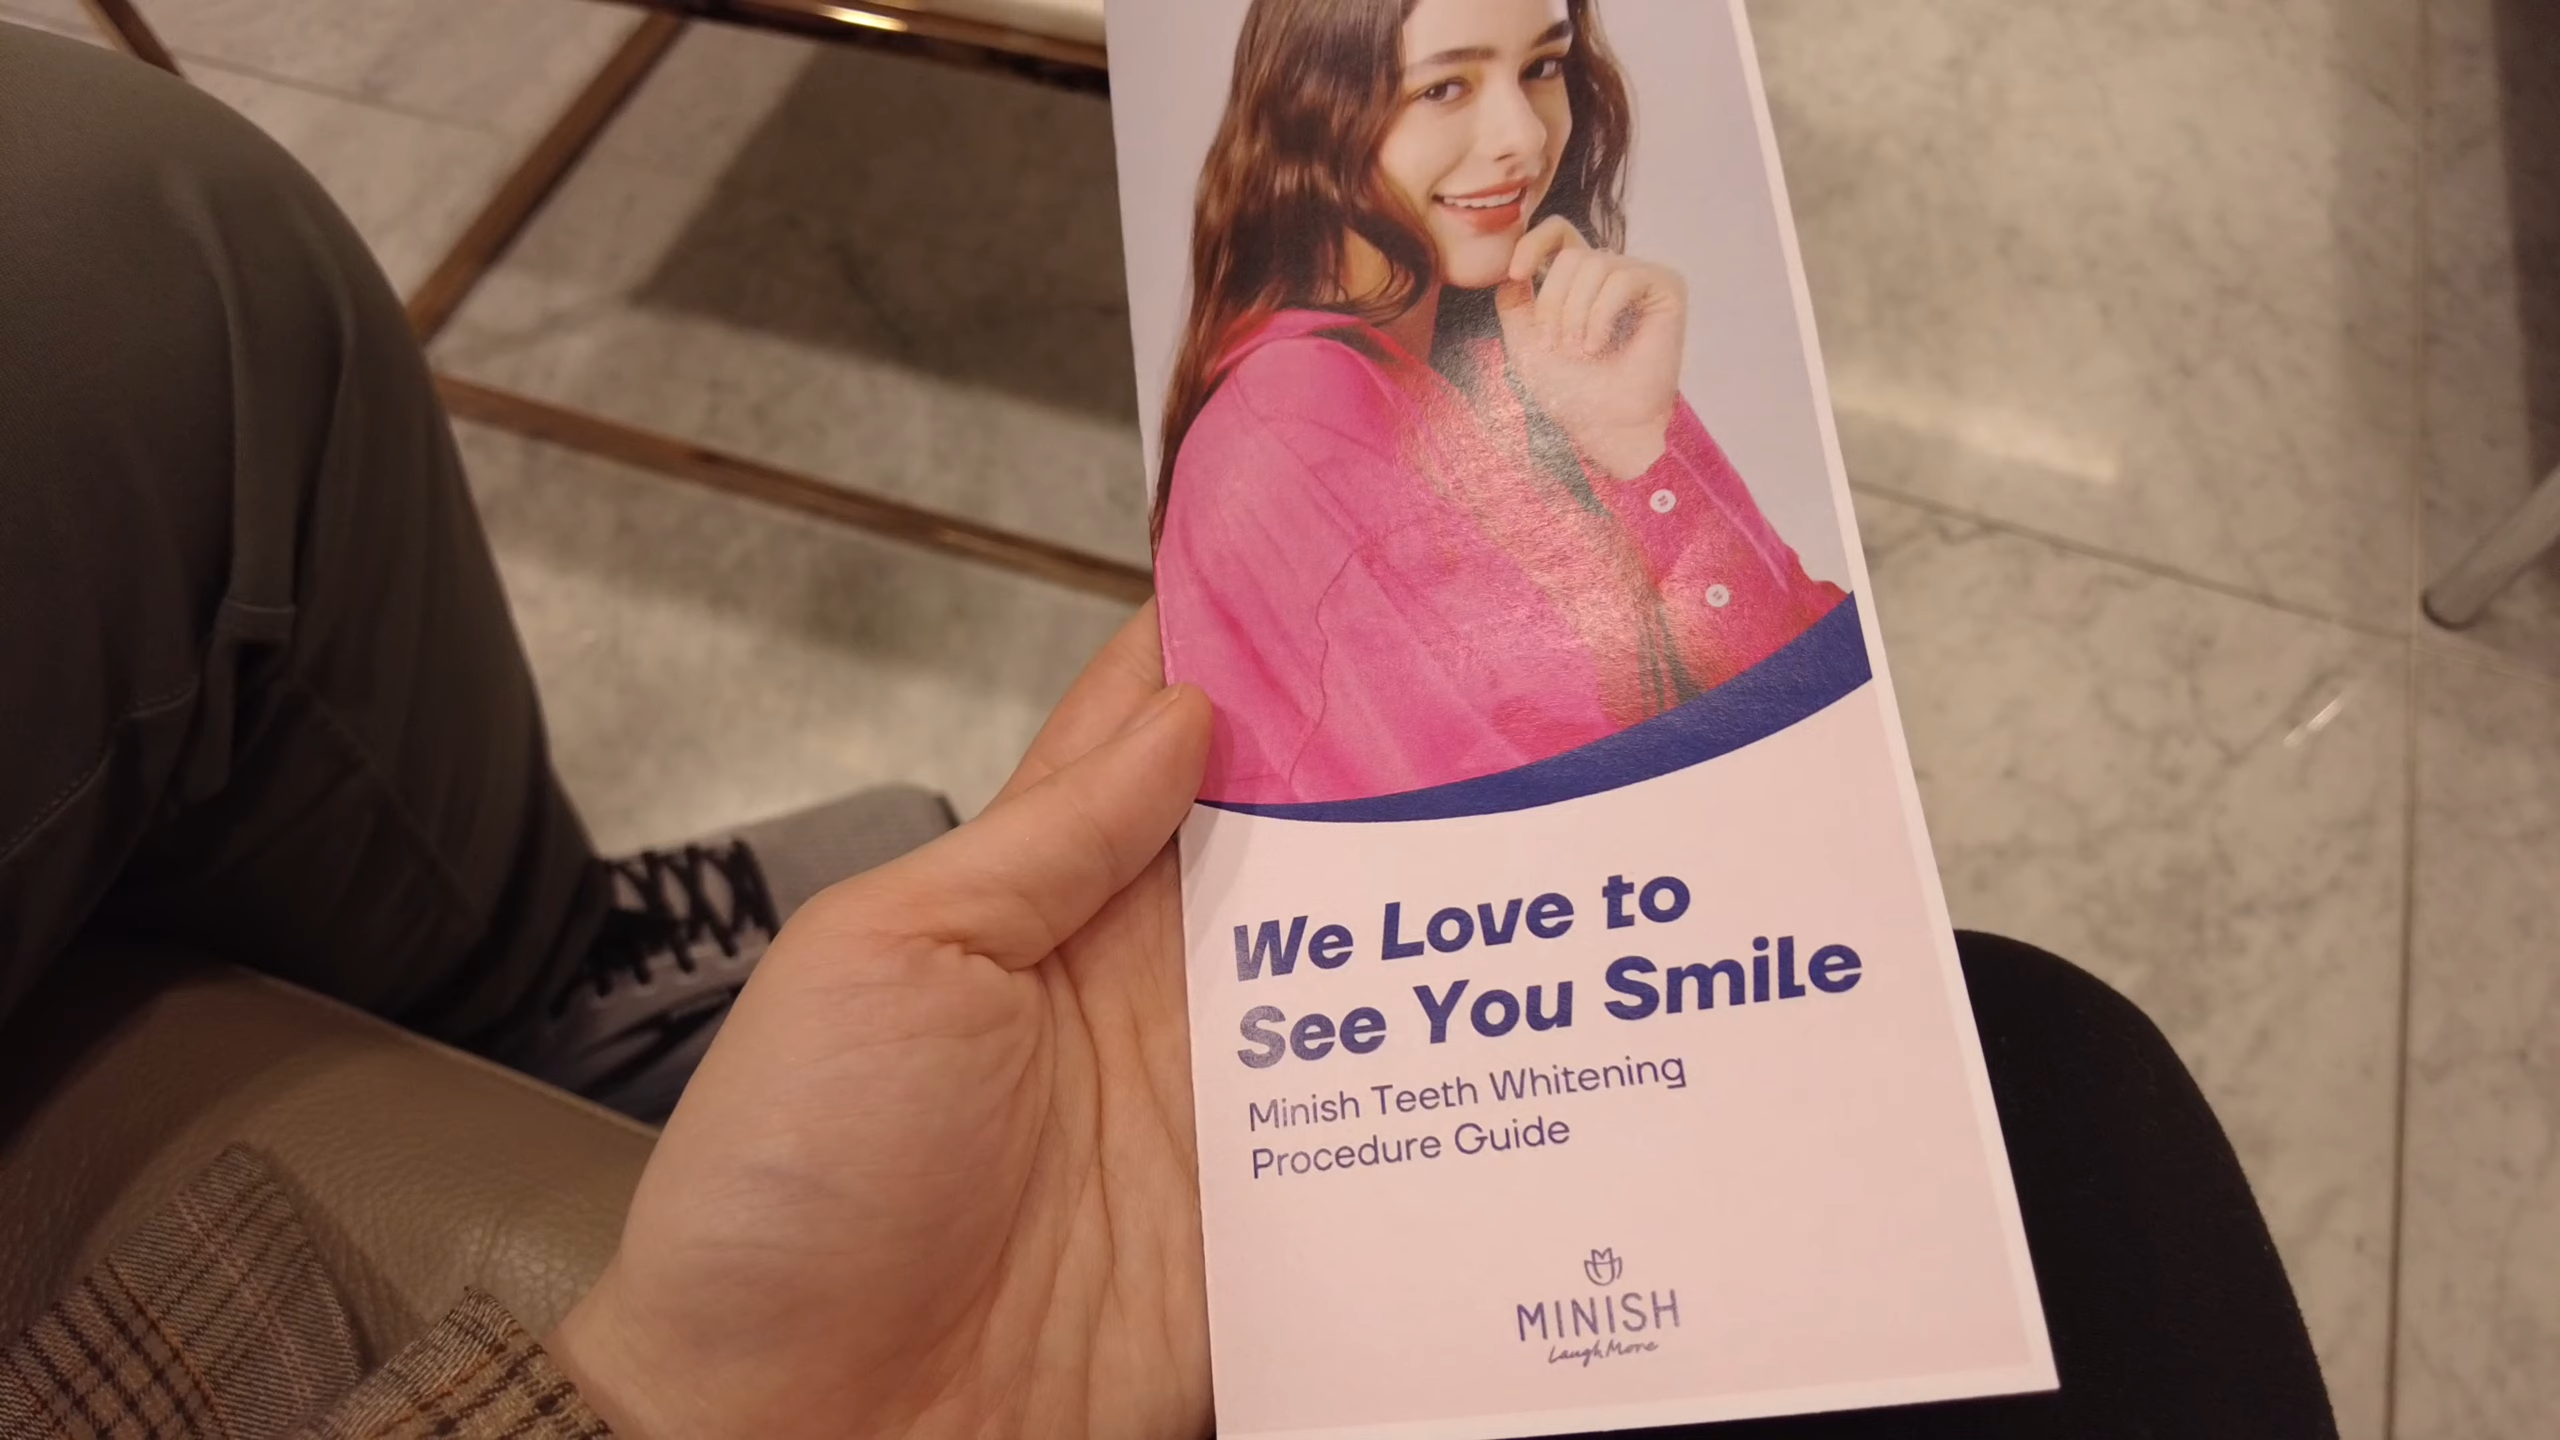 We Love to
See You Smile
Minish Teeth Whitening
Procedure Guide
MINISH
Laugh More